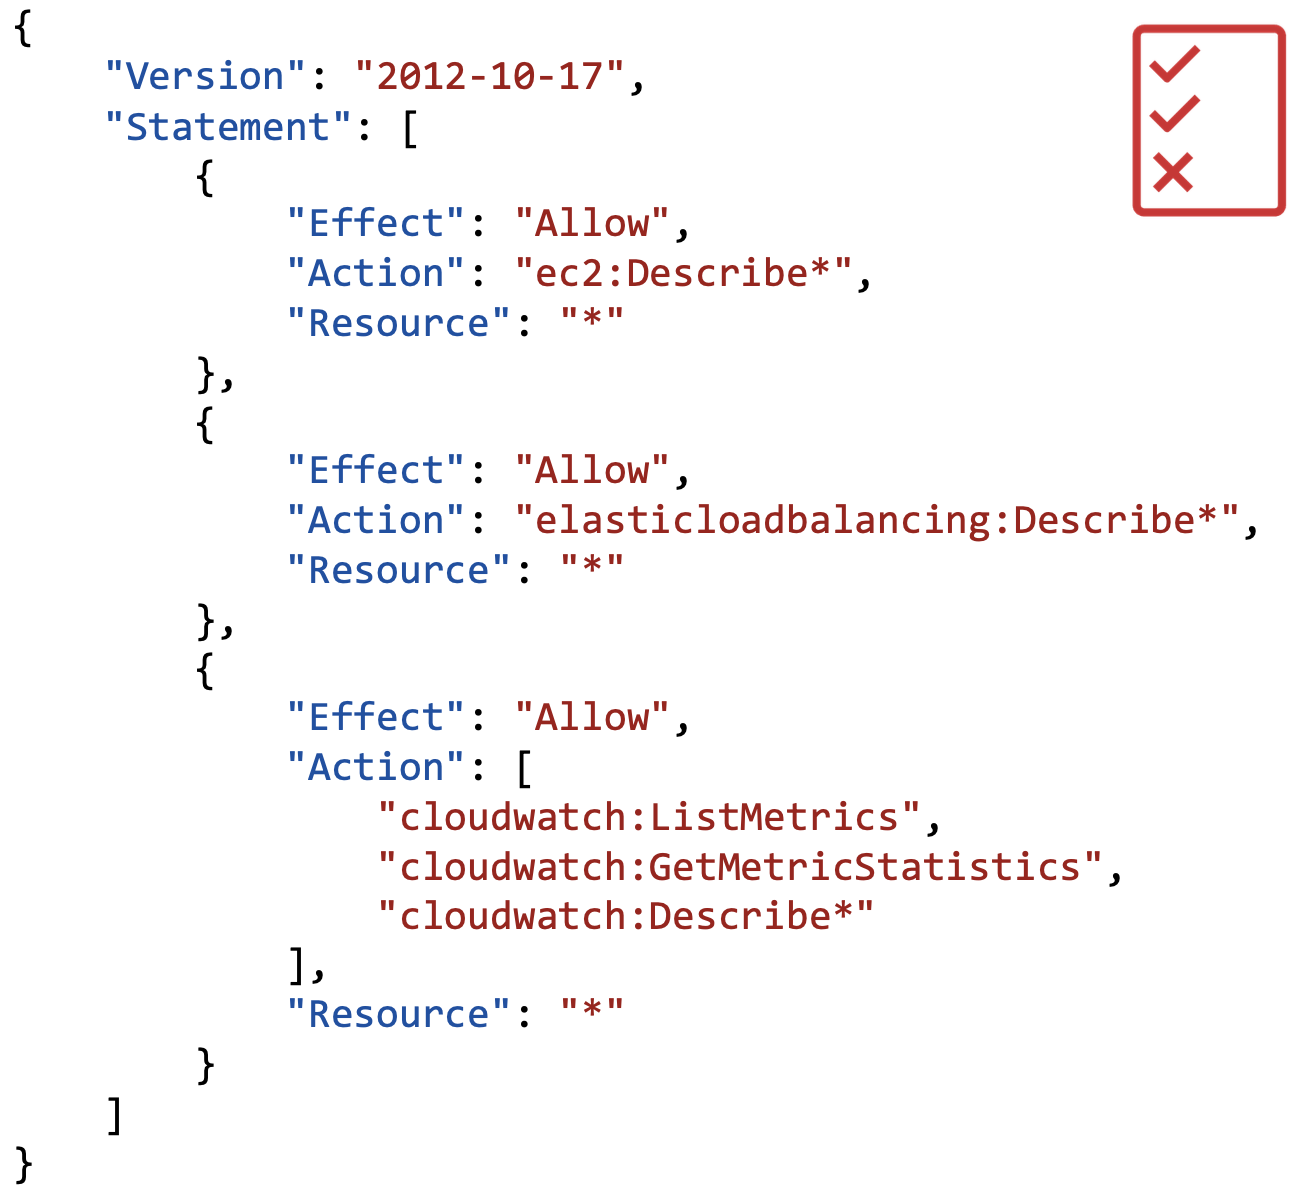 {
"Version": "2012-10-17",
"Statement": [
{
"Effect": "Allow",
"Action": "ec2:Describe*",
"Resource": "*"
},
{
"Effect": "Allow",
"Action": "elasticloadbalancing:Describe*",
"Resource": "*"
},
{
"Effect": "Allow",
"Action": [
"cloudwatch:ListMetrics",
"cloudwatch:GetMetricStatistics",
"cloudwatch:Describe*"
],
"Resource": "*"
}
]
}